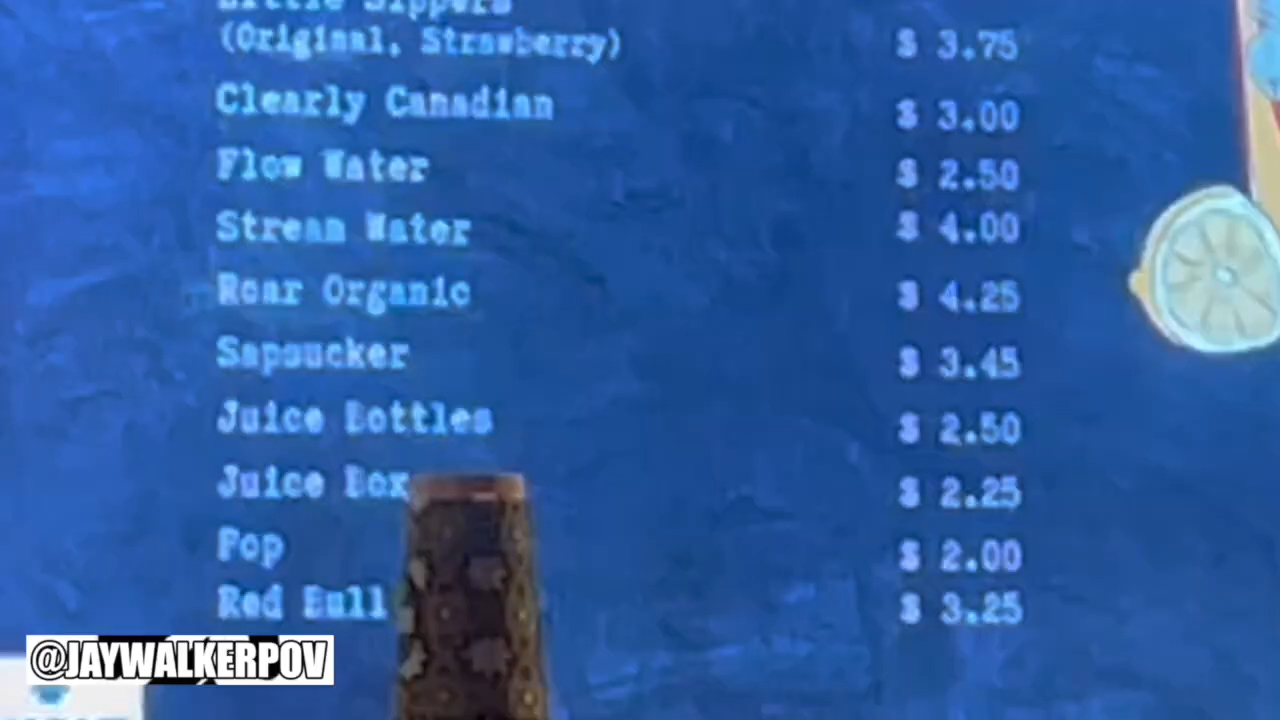 Little Sippers
(Original, Strawberry) $ 3.75
Clearly Canadian $ 3.00
Flow Water $ 2.50
Stream Water $ 4.00
Roar Organic $ 4.25
Sapsucker $ 3.45
Juice Bottles $ 2.50
Juice Box $ 2.25
Pop $ 2.00
Red Bull $ 3.25
@JAYWALKERPOV